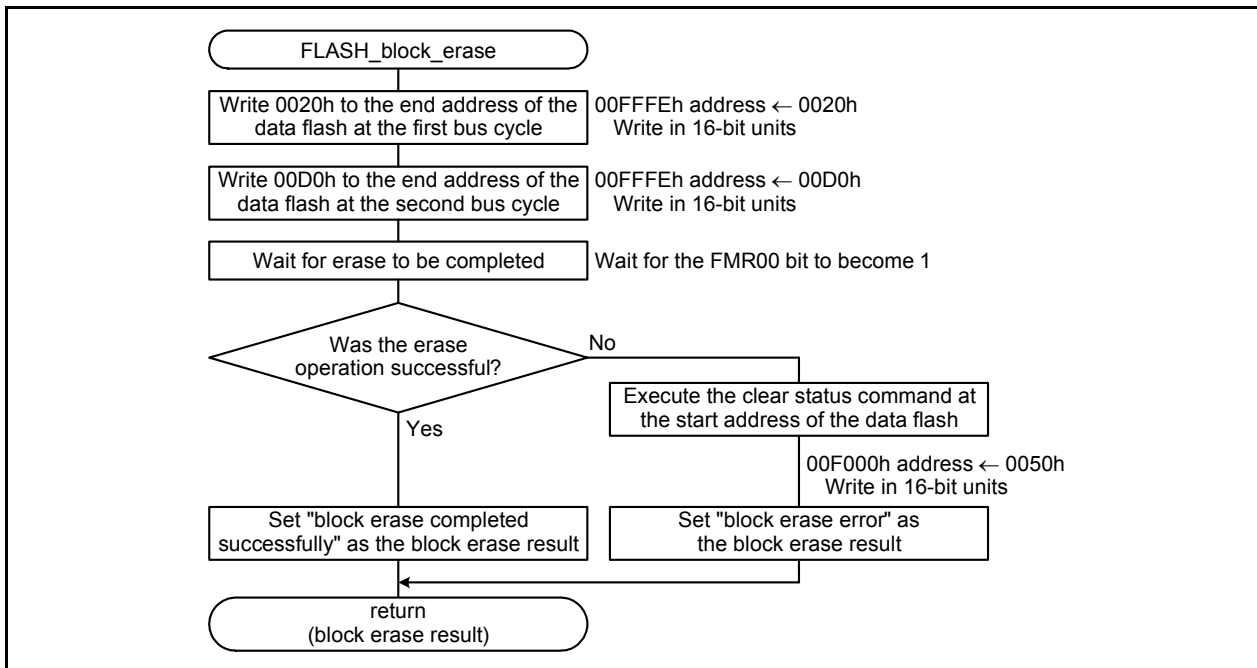 FLASH_block_erase
Write 0020h to the end address of the
data flash at the first bus cycle
00FFFEh address ← 0020h
Write in 16-bit units
Write 00D0h to the end address of the
data flash at the second bus cycle
00FFFEh address ← 00D0h
Write in 16-bit units
Wait for erase to be completed
Wait for the FMR00 bit to become 1
Was the erase
operation successful?
No
Yes
Execute the clear status command at
the start address of the data flash
00F000h address ← 0050h
Write in 16-bit units
Set "block erase completed
successfully" as the block erase result
Set "block erase error" as
the block erase result
return
(block erase result)